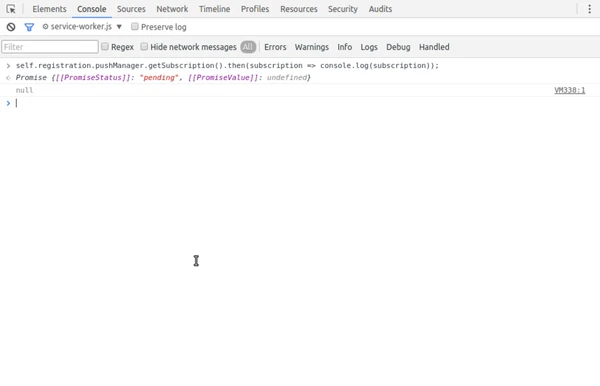 Elements Console Sources Network Timeline Profiles Resources Security Audits
service-worker.js ▼ Preserve log
Filter Regex Hide network messages All Errors Warnings Info Logs Debug Handled
> self.registration.pushManager.getSubscription().then(subscription => console.log(subscription));
Promise {[[PromiseStatus]]: "pending", [[PromiseValue]]: undefined}
null VM338:1
>